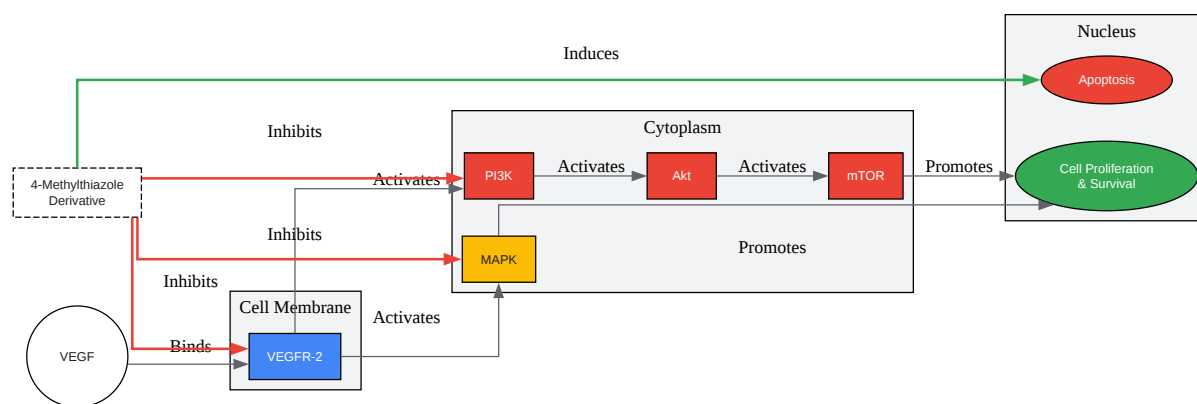 Nucleus
Induces
Apoptosis
Inhibits
Cytoplasm
4-Methylthiazole
Derivative
Activates
PI3K
Activates
Akt
Activates
mTOR
Promotes
Cell Proliferation
& Survival
Inhibits
MAPK
Promotes
Inhibits
Cell Membrane
Activates
VEGF
Binds
VEGFR-2